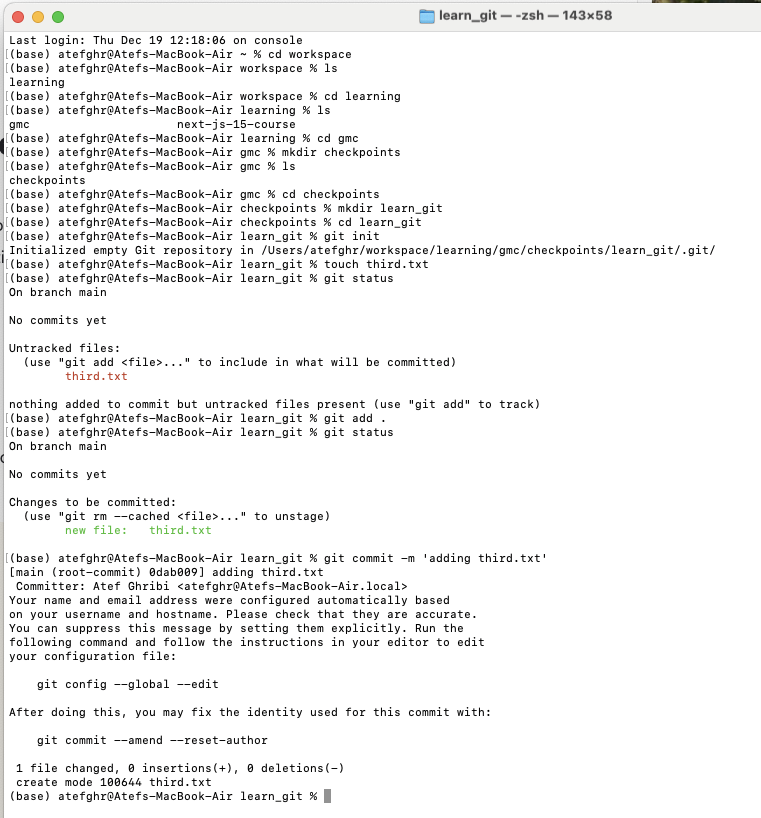 learn_git — -zsh — 143×58
Last login: Thu Dec 19 12:18:06 on console
[(base) atefghr@Atefs-MacBook-Air ~ % cd workspace
[(base) atefghr@Atefs-MacBook-Air workspace % ls
learning
[(base) atefghr@Atefs-MacBook-Air workspace % cd learning
[(base) atefghr@Atefs-MacBook-Air learning % ls
gmc                     next-js-15-course
[(base) atefghr@Atefs-MacBook-Air learning % cd gmc
[(base) atefghr@Atefs-MacBook-Air gmc % mkdir checkpoints
[(base) atefghr@Atefs-MacBook-Air gmc % ls
checkpoints
[(base) atefghr@Atefs-MacBook-Air gmc % cd checkpoints
[(base) atefghr@Atefs-MacBook-Air checkpoints % mkdir learn_git
[(base) atefghr@Atefs-MacBook-Air checkpoints % cd learn_git
[(base) atefghr@Atefs-MacBook-Air learn_git % git init
Initialized empty Git repository in /Users/atefghr/workspace/learning/gmc/checkpoints/learn_git/.git/
[(base) atefghr@Atefs-MacBook-Air learn_git % touch third.txt
[(base) atefghr@Atefs-MacBook-Air learn_git % git status
On branch main

No commits yet

Untracked files:
  (use "git add <file>..." to include in what will be committed)
        third.txt

nothing added to commit but untracked files present (use "git add" to track)
[(base) atefghr@Atefs-MacBook-Air learn_git % git add .
[(base) atefghr@Atefs-MacBook-Air learn_git % git status
On branch main

No commits yet

Changes to be committed:
  (use "git rm --cached <file>..." to unstage)
        new file:   third.txt

[(base) atefghr@Atefs-MacBook-Air learn_git % git commit -m 'adding third.txt'
[main (root-commit) 0dab009] adding third.txt
 Committer: Atef Ghribi <atefghr@Atefs-MacBook-Air.local>
Your name and email address were configured automatically based
on your username and hostname. Please check that they are accurate.
You can suppress this message by setting them explicitly. Run the
following command and follow the instructions in your editor to edit
your configuration file:

    git config --global --edit

After doing this, you may fix the identity used for this commit with:

    git commit --amend --reset-author

 1 file changed, 0 insertions(+), 0 deletions(-)
 create mode 100644 third.txt
(base) atefghr@Atefs-MacBook-Air learn_git %